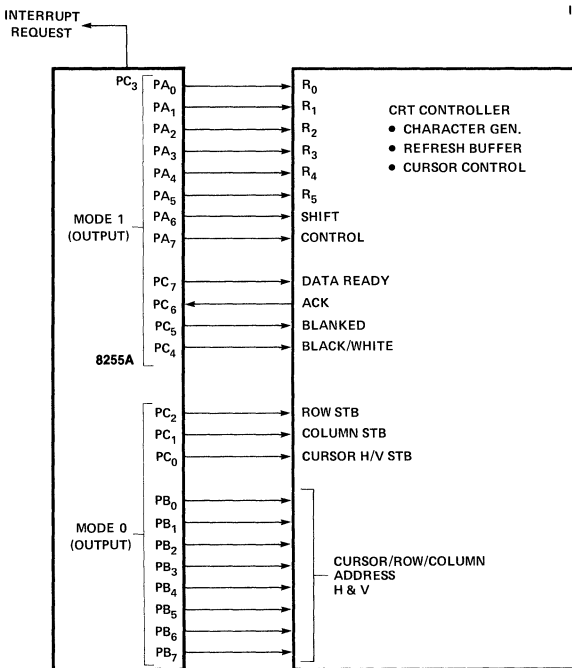 INTERRUPT
REQUEST
PC3
PA0
R0
PA1
R1
CRT CONTROLLER
PA2
R2
• CHARACTER GEN.
PA3
R3
• REFRESH BUFFER
PA4
R4
• CURSOR CONTROL
PA5
R5
MODE 1
(OUTPUT)
PA6
SHIFT
PA7
CONTROL
PC7
DATA READY
PC6
ACK
PC5
BLANKED
PC4
BLACK/WHITE
8255A
PC2
ROW STB
PC1
COLUMN STB
PC0
CURSOR H/V STB
MODE 0
(OUTPUT)
PB0
PB1
PB2
PB3
PB4
PB5
PB6
PB7
CURSOR/ROW/COLUMN
ADDRESS
H & V